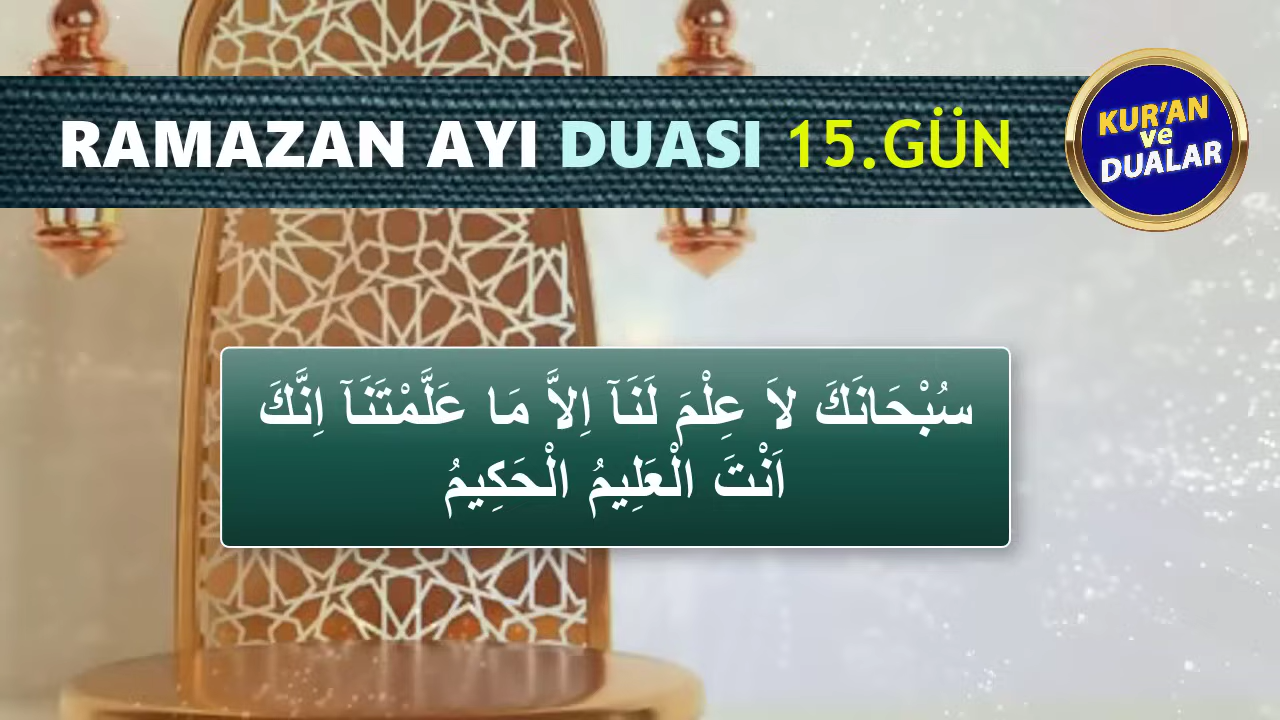 RAMAZAN AYI DUASI 15.GÜN
KUR'AN
ve
DUALAR
سُبْحَانَكَ لاَ عِلْمَ لَنَآ اِلاَّ مَا عَلَّمْتَنَآ اِنَّكَ
اَنْتَ الْعَلِيمُ الْحَكِيمُ